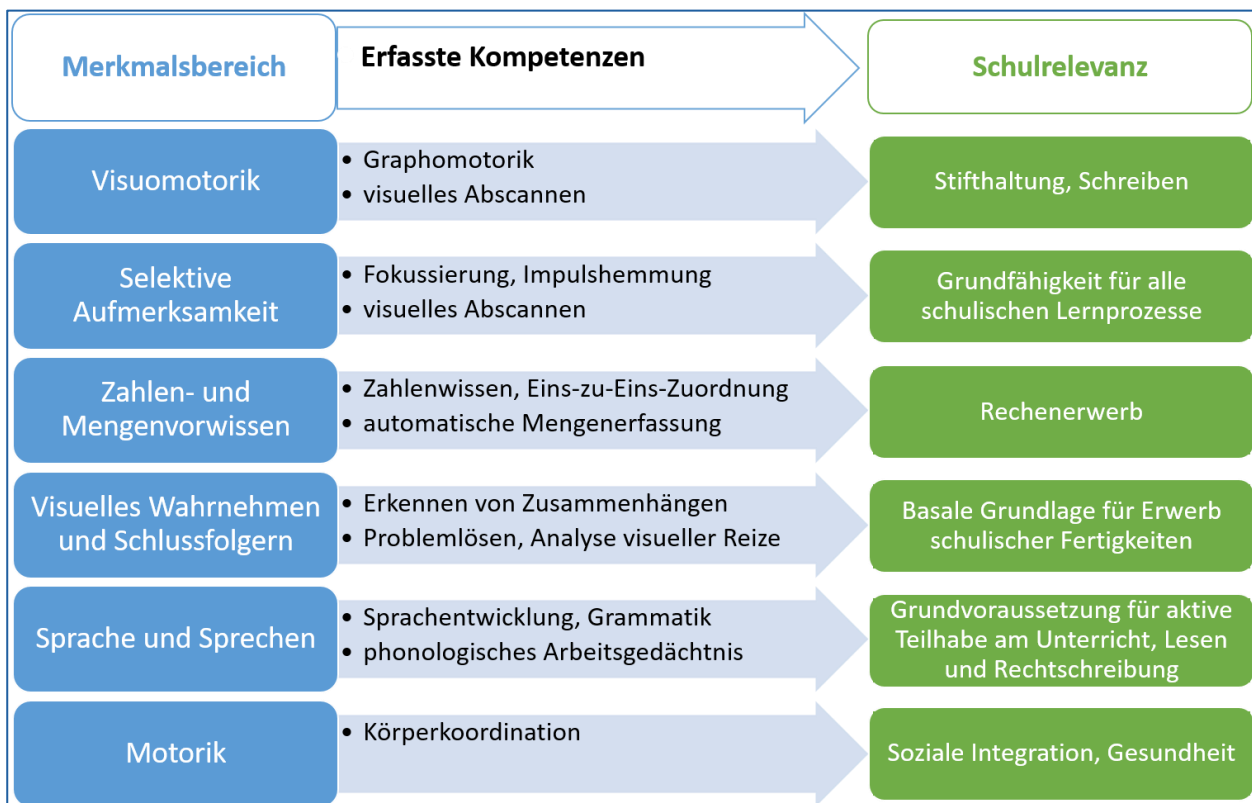 Merkmalsbereich
Erfasste Kompetenzen
Schulrelevanz
Visuomotorik
• Graphomotorik
• visuelles Abscannen
Stifthaltung, Schreiben
Selektive
Aufmerksamkeit
• Fokussierung, Impulshemmung
• visuelles Abscannen
Grundfähigkeit für alle
schulischen Lernprozesse
Zahlen- und
Mengenvorwissen
• Zahlenwissen, Eins-zu-Eins-Zuordnung
• automatische Mengenerfassung
Rechenerwerb
Visuelles Wahrnehmen
und Schlussfolgern
• Erkennen von Zusammenhängen
• Problemlösen, Analyse visueller Reize
Basale Grundlage für Erwerb
schulischer Fertigkeiten
Sprache und Sprechen
• Sprachentwicklung, Grammatik
• phonologisches Arbeitsgedächtnis
Grundvoraussetzung für aktive
Teilhabe am Unterricht, Lesen
und Rechtschreibung
Motorik
• Körperkoordination
Soziale Integration, Gesundheit